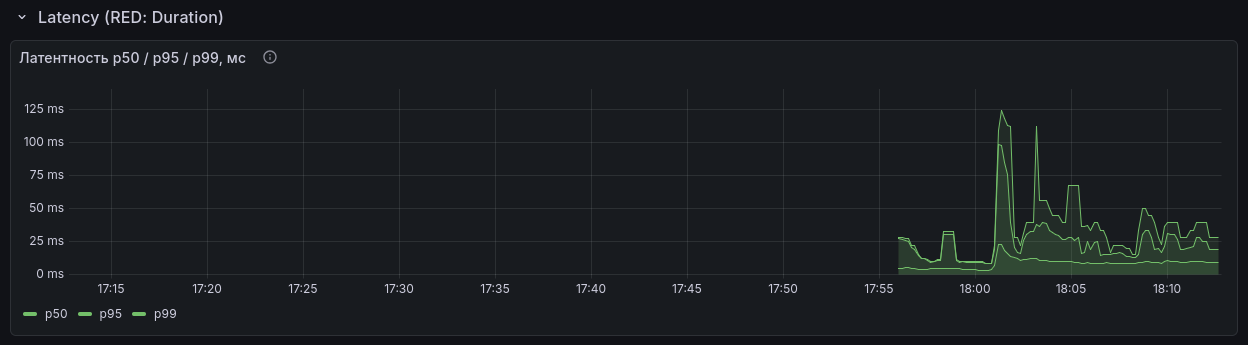 Latency (RED: Duration)
Латентность p50 / p95 / p99, мс
125 ms
100 ms
75 ms
50 ms
25 ms
0 ms
17:15 17:20 17:25 17:30 17:35 17:40 17:45 17:50 17:55 18:00 18:05 18:10
p50 p95 p99